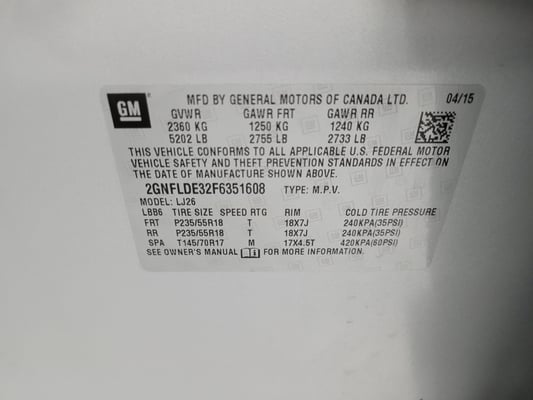 GM
MFD BY GENERAL MOTORS OF CANADA LTD. 04/15
GVWR GAWR FRT GAWR RR
2360 KG 1250 KG 1240 KG
5202 LB 2755 LB 2733 LB
THIS VEHICLE CONFORMS TO ALL APPLICABLE U.S. FEDERAL MOTOR
VEHICLE SAFETY AND THEFT PREVENTION STANDARDS IN EFFECT ON
THE DATE OF MANUFACTURE SHOWN ABOVE.
2GNFLDE32F6351608 TYPE: M.P.V.
MODEL: LJ26
LBB6 TIRE SIZE SPEED RTG RIM COLD TIRE PRESSURE
FRT P235/55R18 T 18X7J 240KPA(35PSI)
RR P235/55R18 T 18X7J 240KPA(35PSI)
SPA T145/70R17 M 17X4.5T 420KPA(60PSI)
SEE OWNER'S MANUAL FOR MORE INFORMATION.